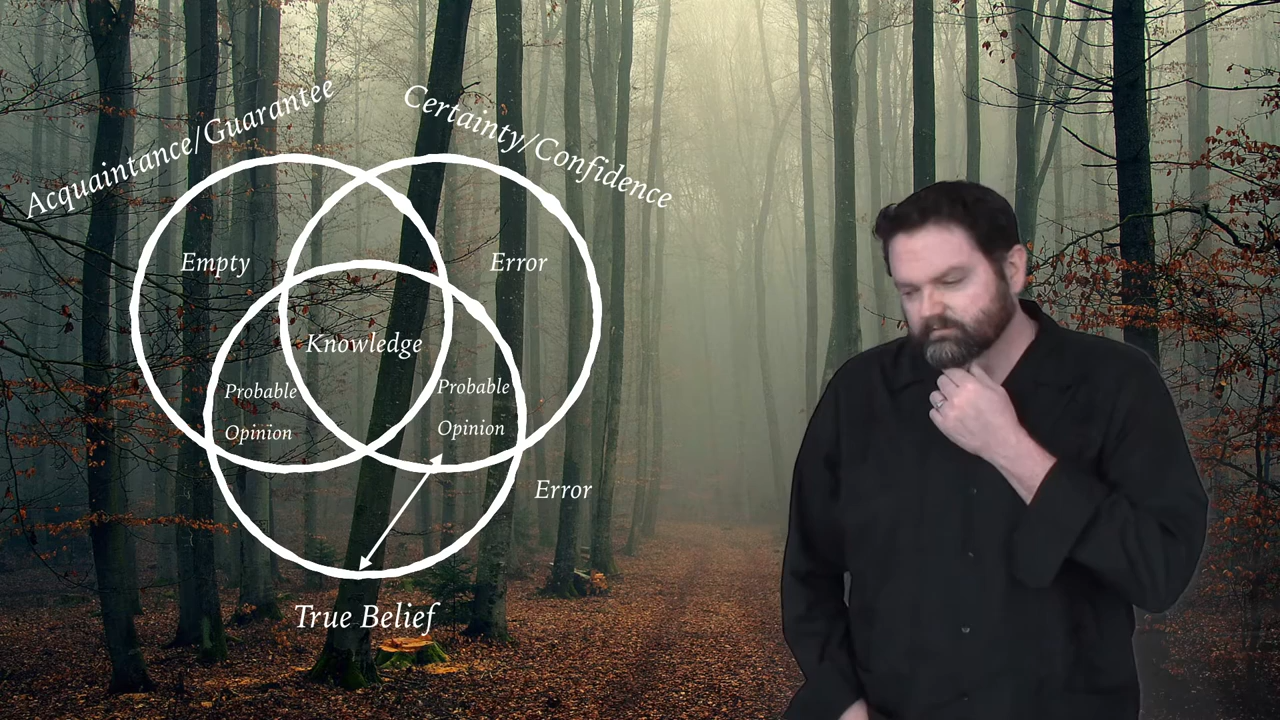 Acquaintance/Guarantee
Certainty/Confidence
Empty
Error
Knowledge
Probable
Opinion
Probable
Opinion
Error
True Belief